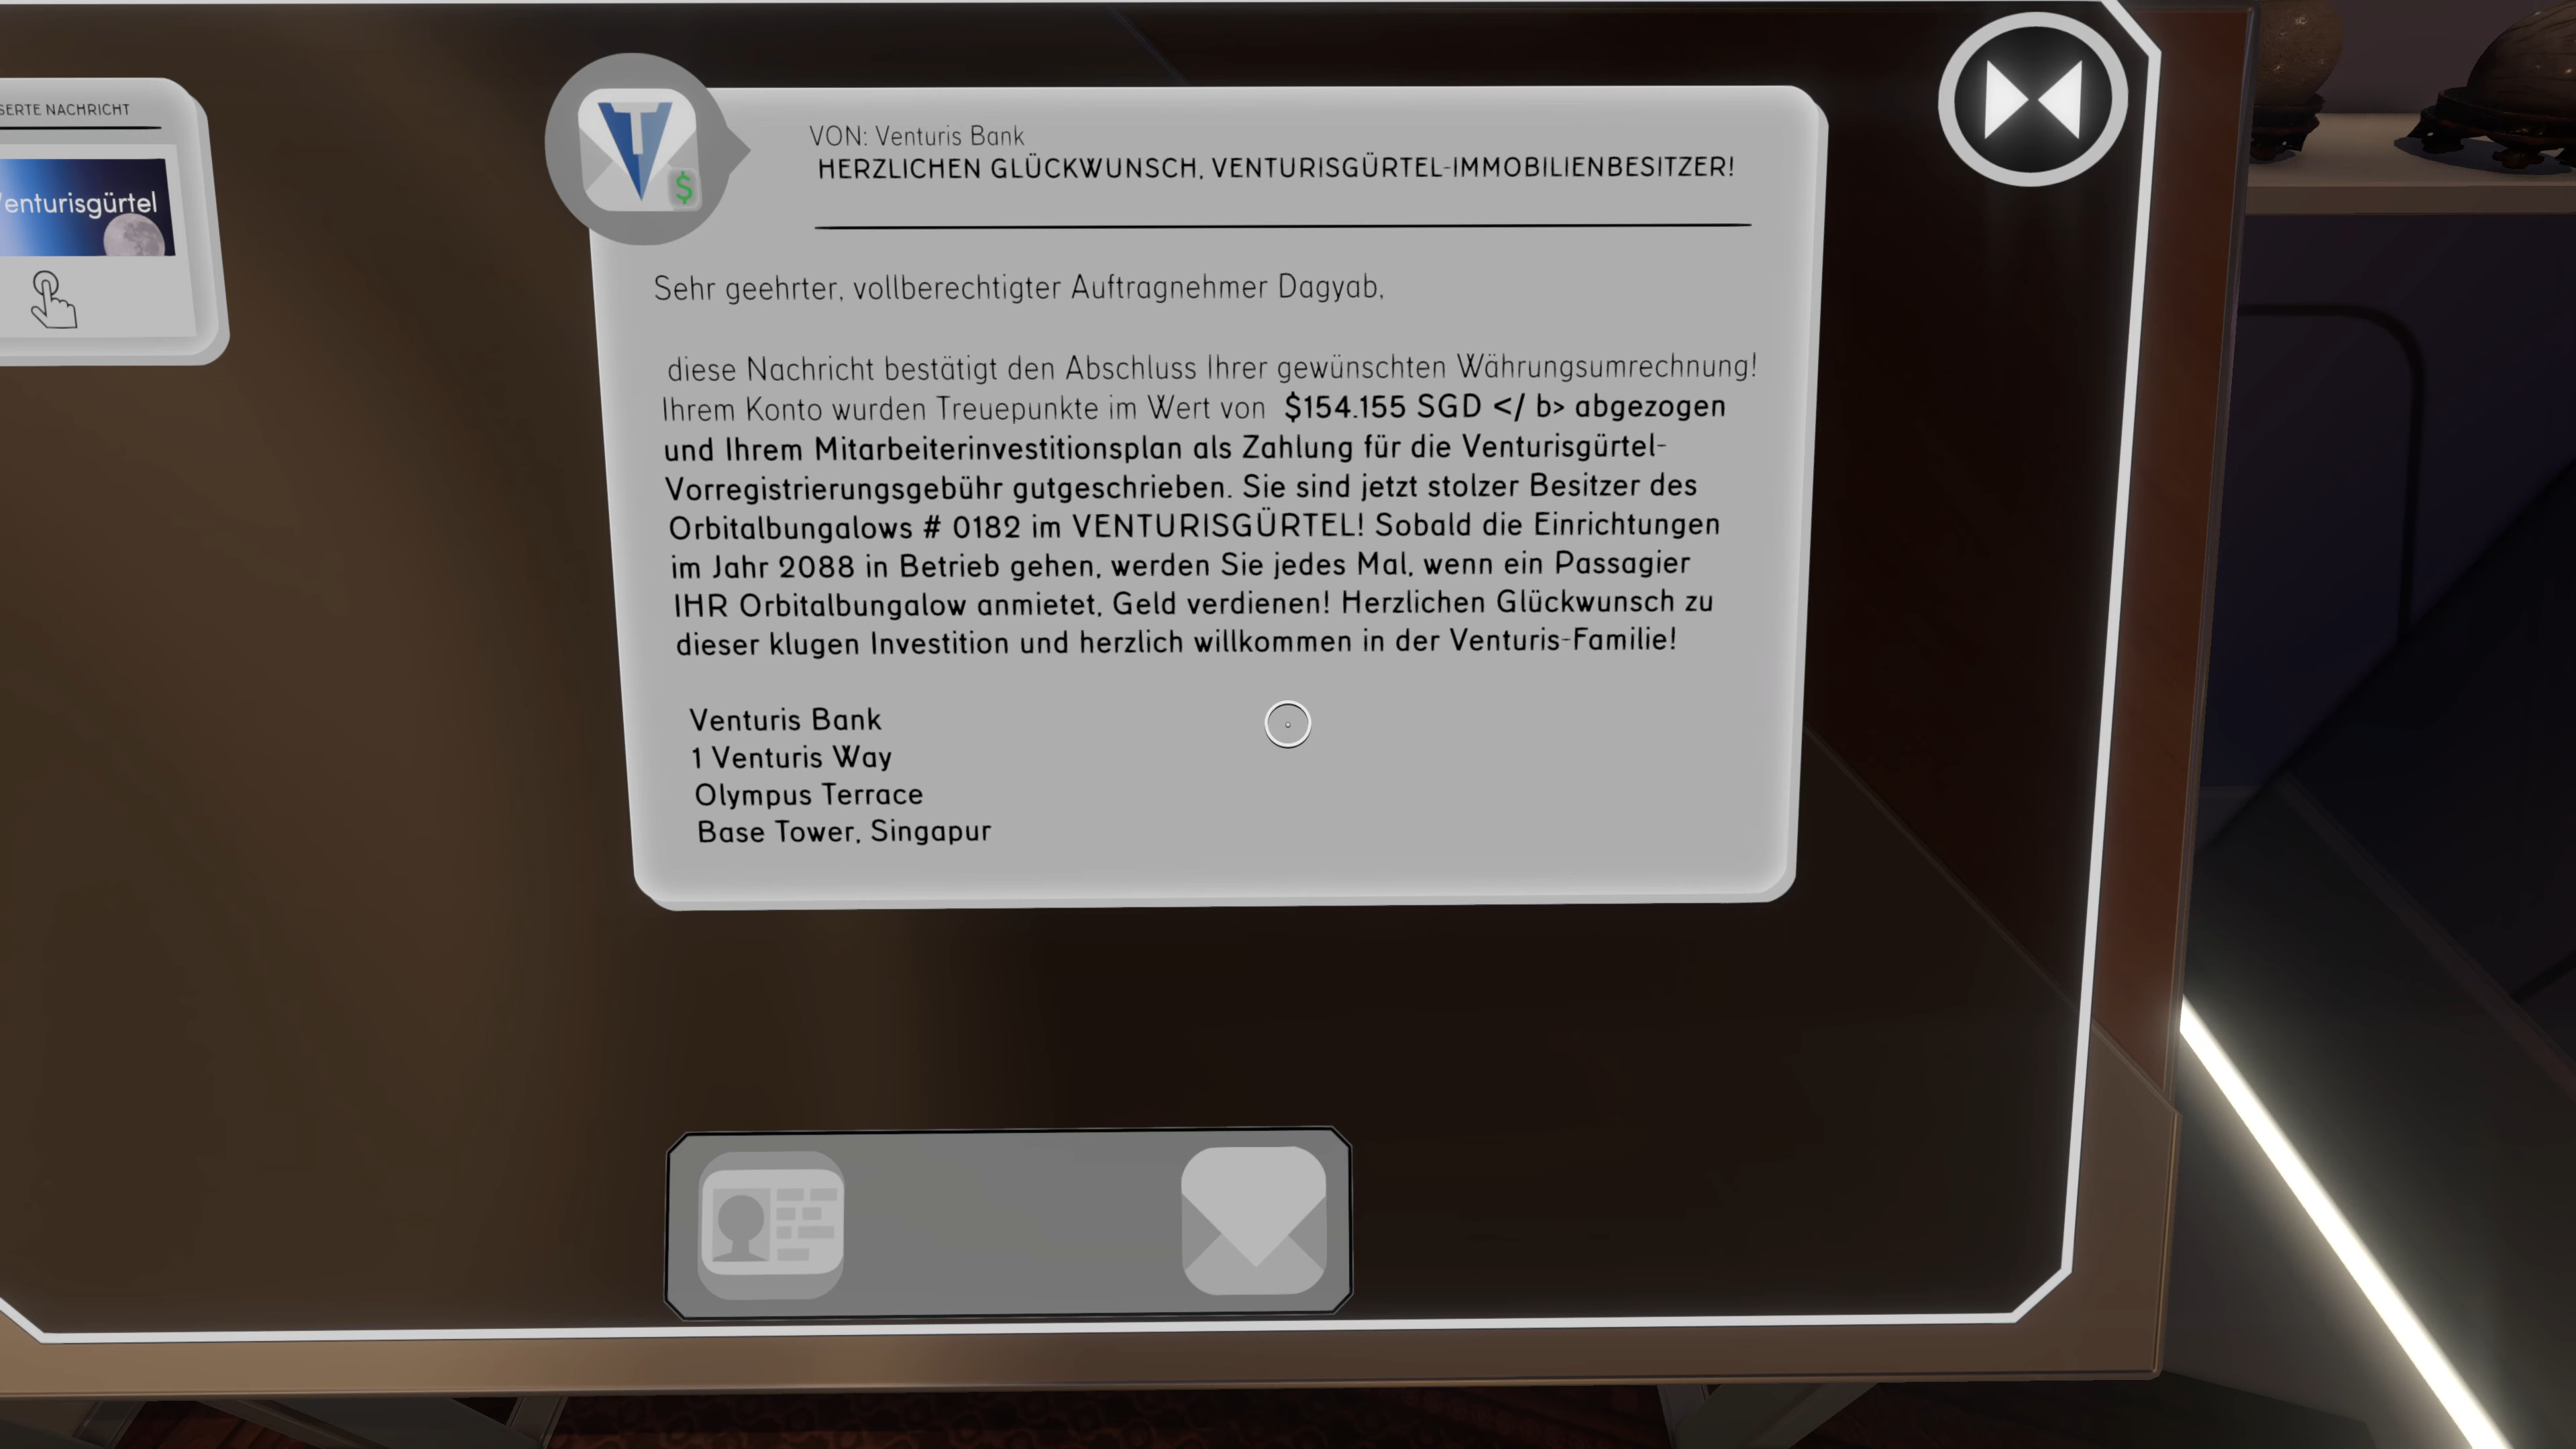 SERTE NACHRICHT
enturisgürtel
VON: Venturis Bank
HERZLICHEN GLÜCKWUNSCH, VENTURISGÜRTEL-IMMOBILIENBESITZER!
Sehr geehrter, vollberechtigter Auftragnehmer Dagyab,
diese Nachricht bestätigt den Abschluss Ihrer gewünschten Währungsumrechnung!
Ihrem Konto wurden Treuepunkte im Wert von $154.155 SGD </ b> abgezogen
und Ihrem Mitarbeiterinvestitionsplan als Zahlung für die Venturisgürtel-
Vorregistrierungsgebühr gutgeschrieben. Sie sind jetzt stolzer Besitzer des
Orbitalbungalows # 0182 im VENTURISGÜRTEL! Sobald die Einrichtungen
im Jahr 2088 in Betrieb gehen, werden Sie jedes Mal, wenn ein Passagier
IHR Orbitalbungalow anmietet, Geld verdienen! Herzlichen Glückwunsch zu
dieser klugen Investition und herzlich willkommen in der Venturis-Familie!
Venturis Bank
1 Venturis Way
Olympus Terrace
Base Tower, Singapur